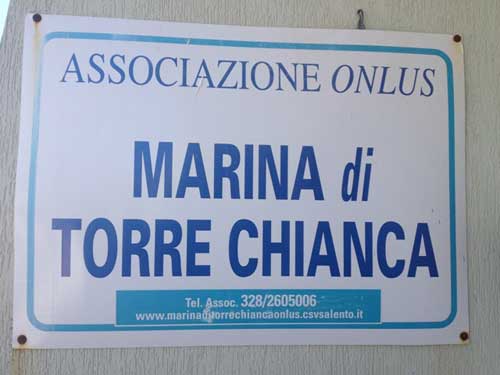 ASSOCIAZIONE ONLUS
MARINA di
TORRE CHIANCA
Tel. Assoc. 328/2605006
www.marinaditorrechiancaonlus.csvsalento.it